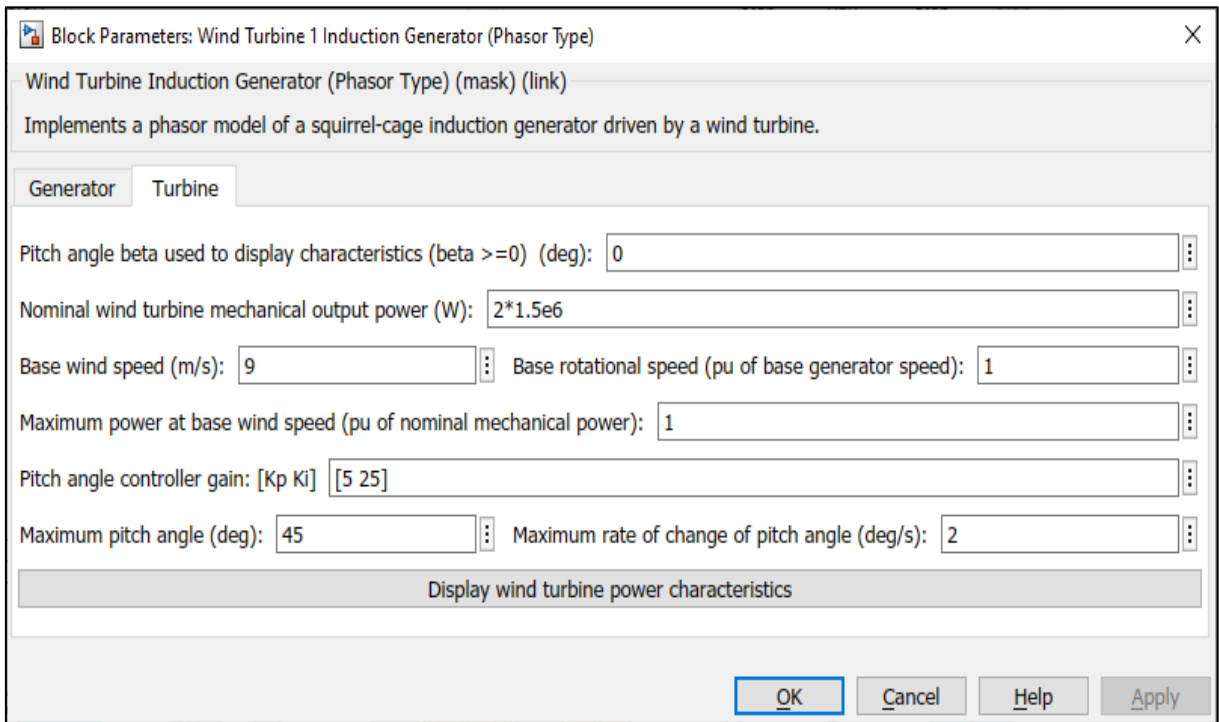 Block Parameters: Wind Turbine 1 Induction Generator (Phasor Type)
Wind Turbine Induction Generator (Phasor Type) (mask) (link)
Implements a phasor model of a squirrel-cage induction generator driven by a wind turbine.
Generator Turbine
Pitch angle beta used to display characteristics (beta >=0) (deg): 0
Nominal wind turbine mechanical output power (W): 2*1.5e6
Base wind speed (m/s): 9 Base rotational speed (pu of base generator speed): 1
Maximum power at base wind speed (pu of nominal mechanical power): 1
Pitch angle controller gain: [Kp Ki] [5 25]
Maximum pitch angle (deg): 45 Maximum rate of change of pitch angle (deg/s): 2
Display wind turbine power characteristics
OK Cancel Help Apply